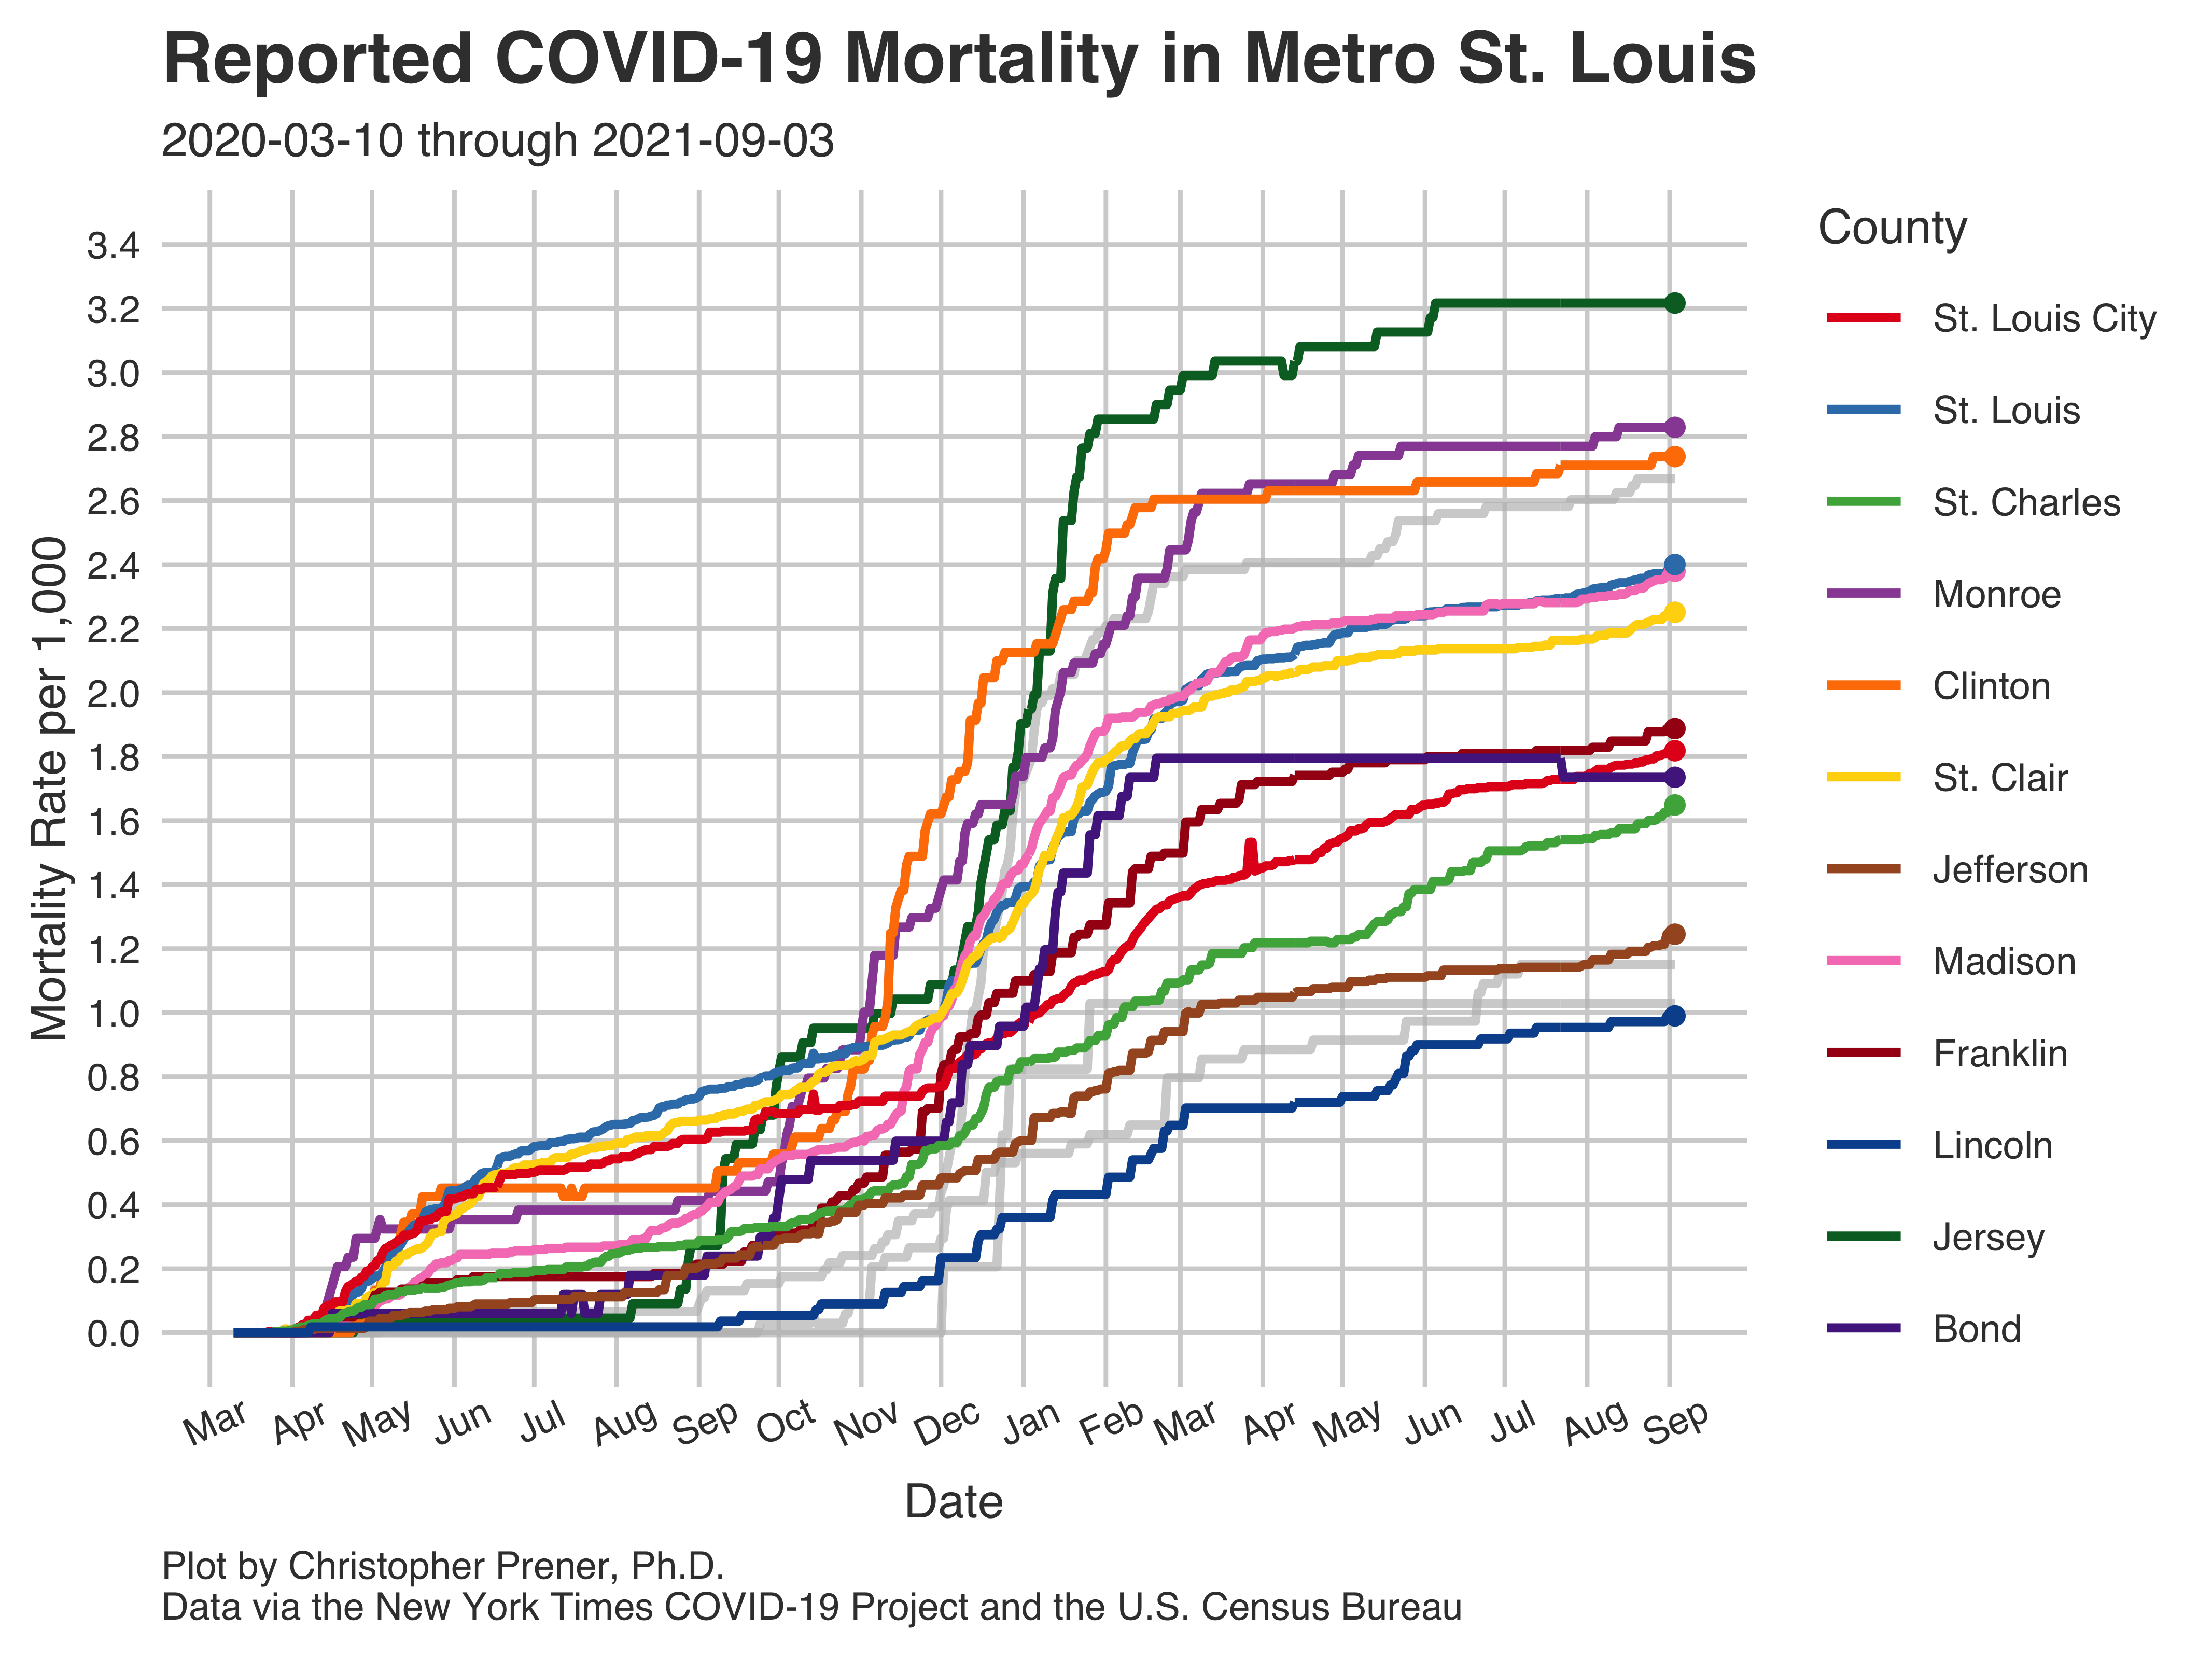 Reported COVID-19 Mortality in Metro St. Louis
2020-03-10 through 2021-09-03
Mortality Rate per 1,000
3.4
3.2
3.0
2.8
2.6
2.4
2.2
2.0
1.8
1.6
1.4
1.2
1.0
0.8
0.6
0.4
0.2
0.0
Mar Apr May Jun Jul Aug Sep Oct Nov Dec Jan Feb Mar Apr May Jun Jul Aug Sep
Date
County
St. Louis City
St. Louis
St. Charles
Monroe
Clinton
St. Clair
Jefferson
Madison
Franklin
Lincoln
Jersey
Bond
Plot by Christopher Prener, Ph.D.
Data via the New York Times COVID-19 Project and the U.S. Census Bureau